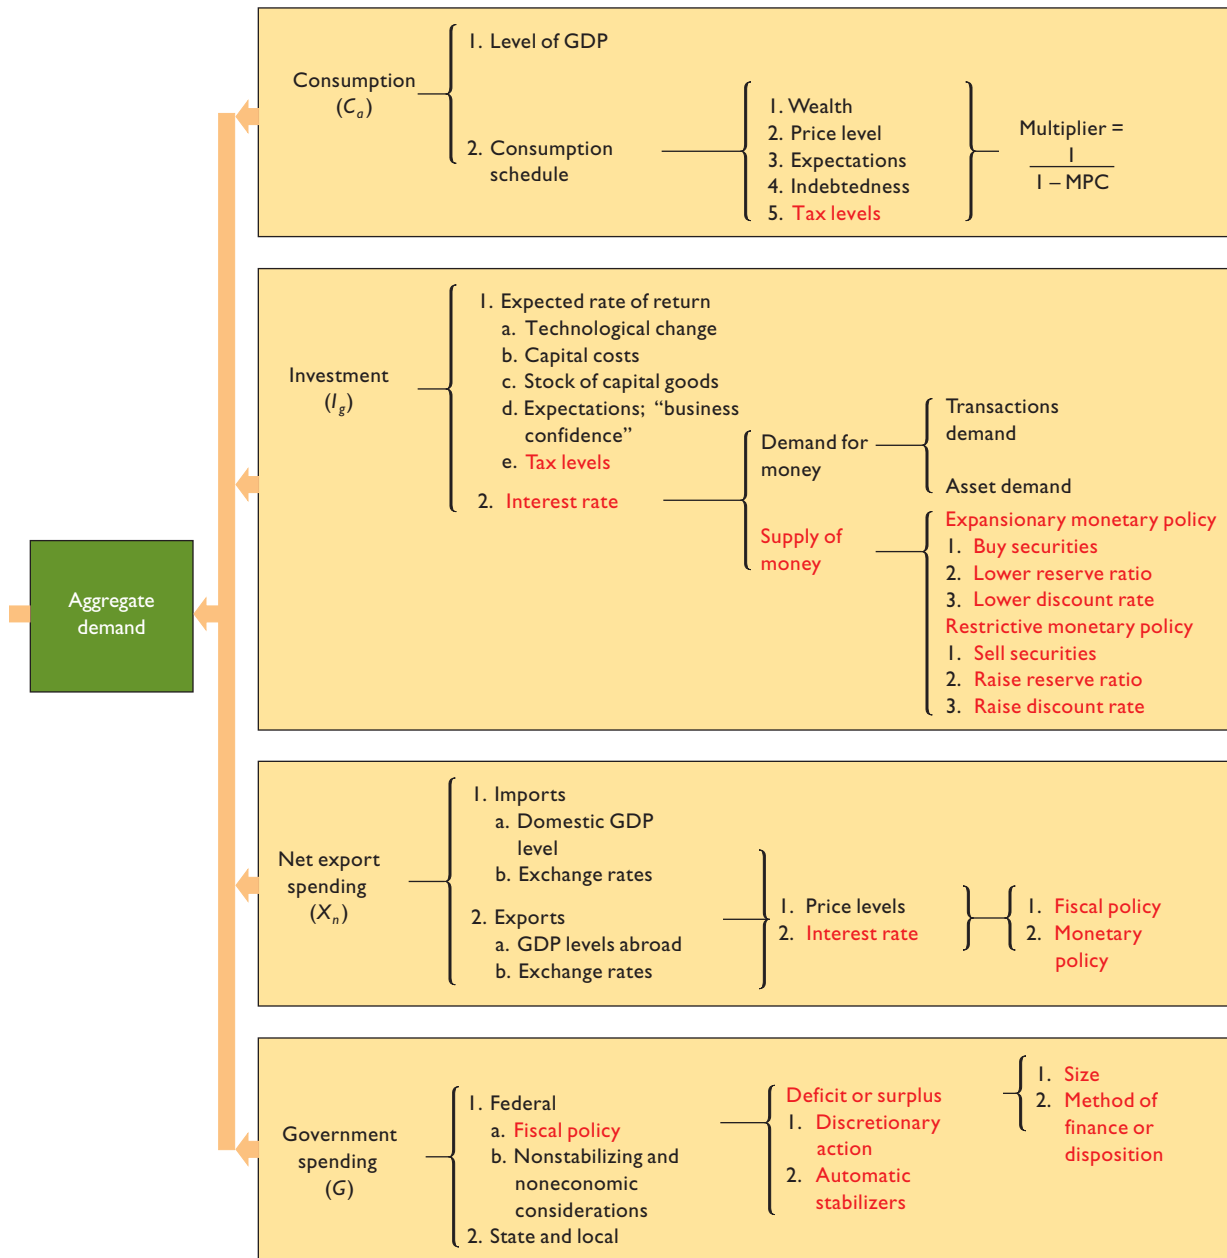 1. Level of GDP
Consumption
(Ca)
2. Consumption
schedule
1. Wealth
2. Price level
3. Expectations
4. Indebtedness
5. Tax levels
Multiplier =
1
1 – MPC
Investment
(Ig)
1. Expected rate of return
a. Technological change
b. Capital costs
c. Stock of capital goods
d. Expectations; “business
confidence”
e. Tax levels
2. Interest rate
Demand for
money
Transactions
demand
Asset demand
Supply of
money
Expansionary monetary policy
1. Buy securities
2. Lower reserve ratio
3. Lower discount rate
Restrictive monetary policy
1. Sell securities
2. Raise reserve ratio
3. Raise discount rate
Aggregate
demand
Net export
spending
(Xn)
1. Imports
a. Domestic GDP
level
b. Exchange rates
2. Exports
a. GDP levels abroad
b. Exchange rates
1. Price levels
2. Interest rate
1. Fiscal policy
2. Monetary
policy
Government
spending
(G)
1. Federal
a. Fiscal policy
b. Nonstabilizing and
noneconomic
considerations
2. State and local
Deficit or surplus
1. Discretionary
action
2. Automatic
stabilizers
1. Size
2. Method of
finance or
disposition